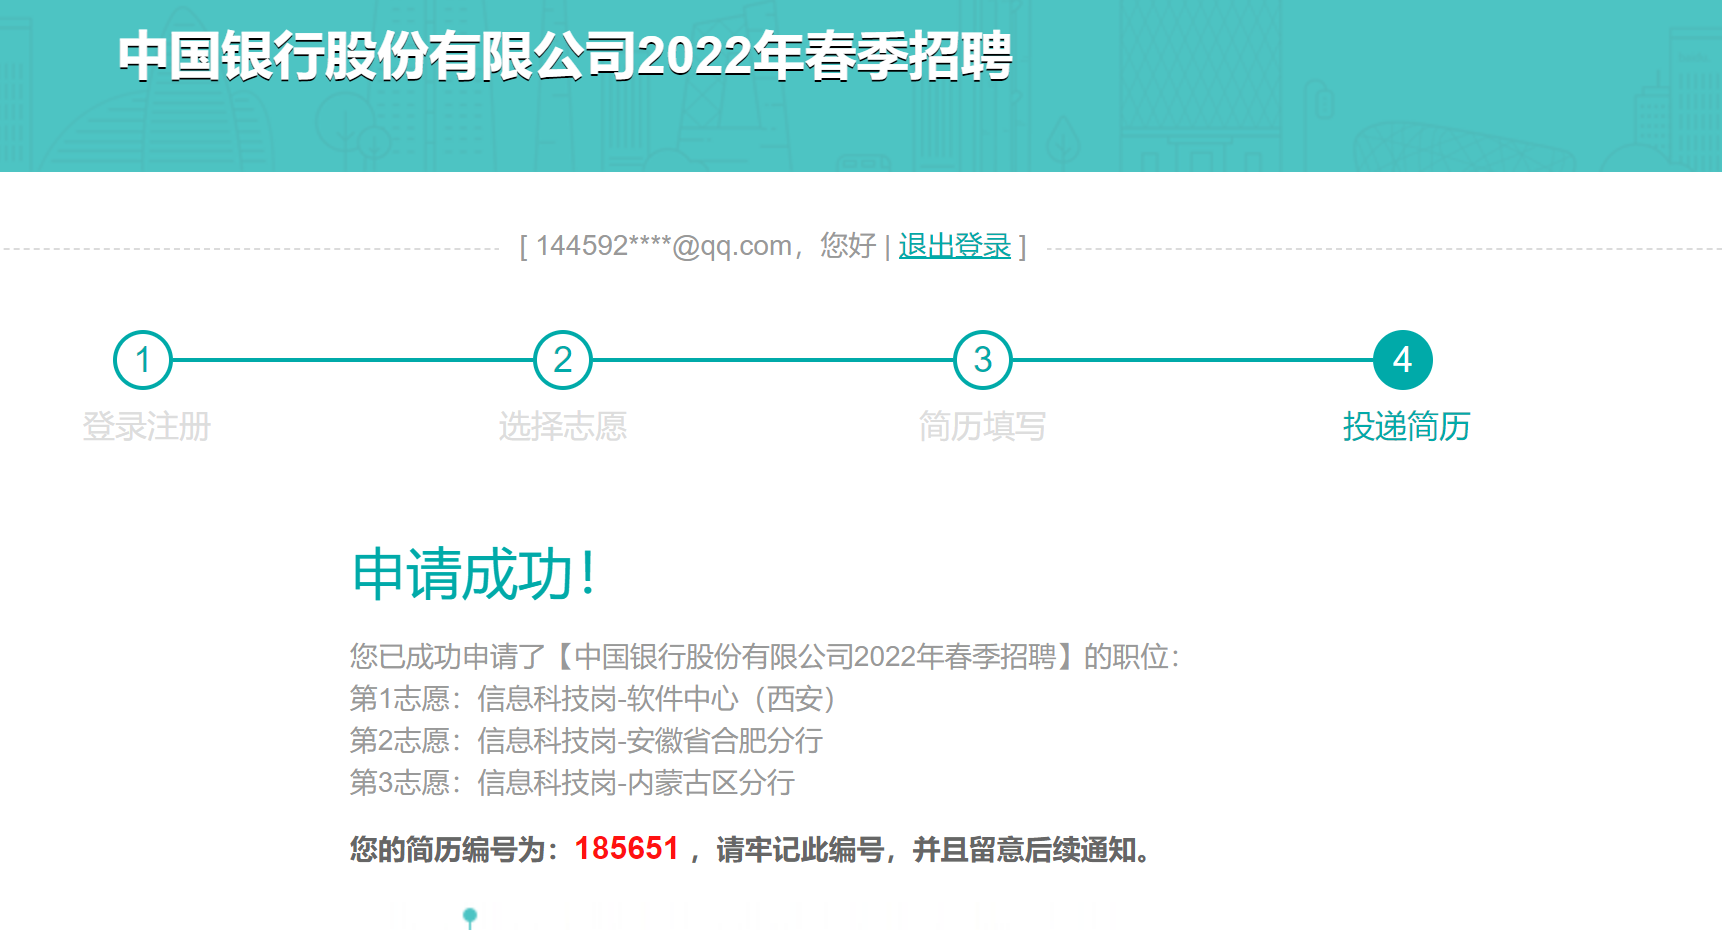 中国银行股份有限公司2022年春季招聘
[ 144592****@qq.com，您好 | 退出登录 ]
1 2 3 4
登录注册 选择志愿 简历填写 投递简历
申请成功！
您已成功申请了【中国银行股份有限公司2022年春季招聘】的职位：
第1志愿：信息科技岗-软件中心（西安）
第2志愿：信息科技岗-安徽省合肥分行
第3志愿：信息科技岗-内蒙古区分行
您的简历编号为：185651 ，请牢记此编号，并且留意后续通知。